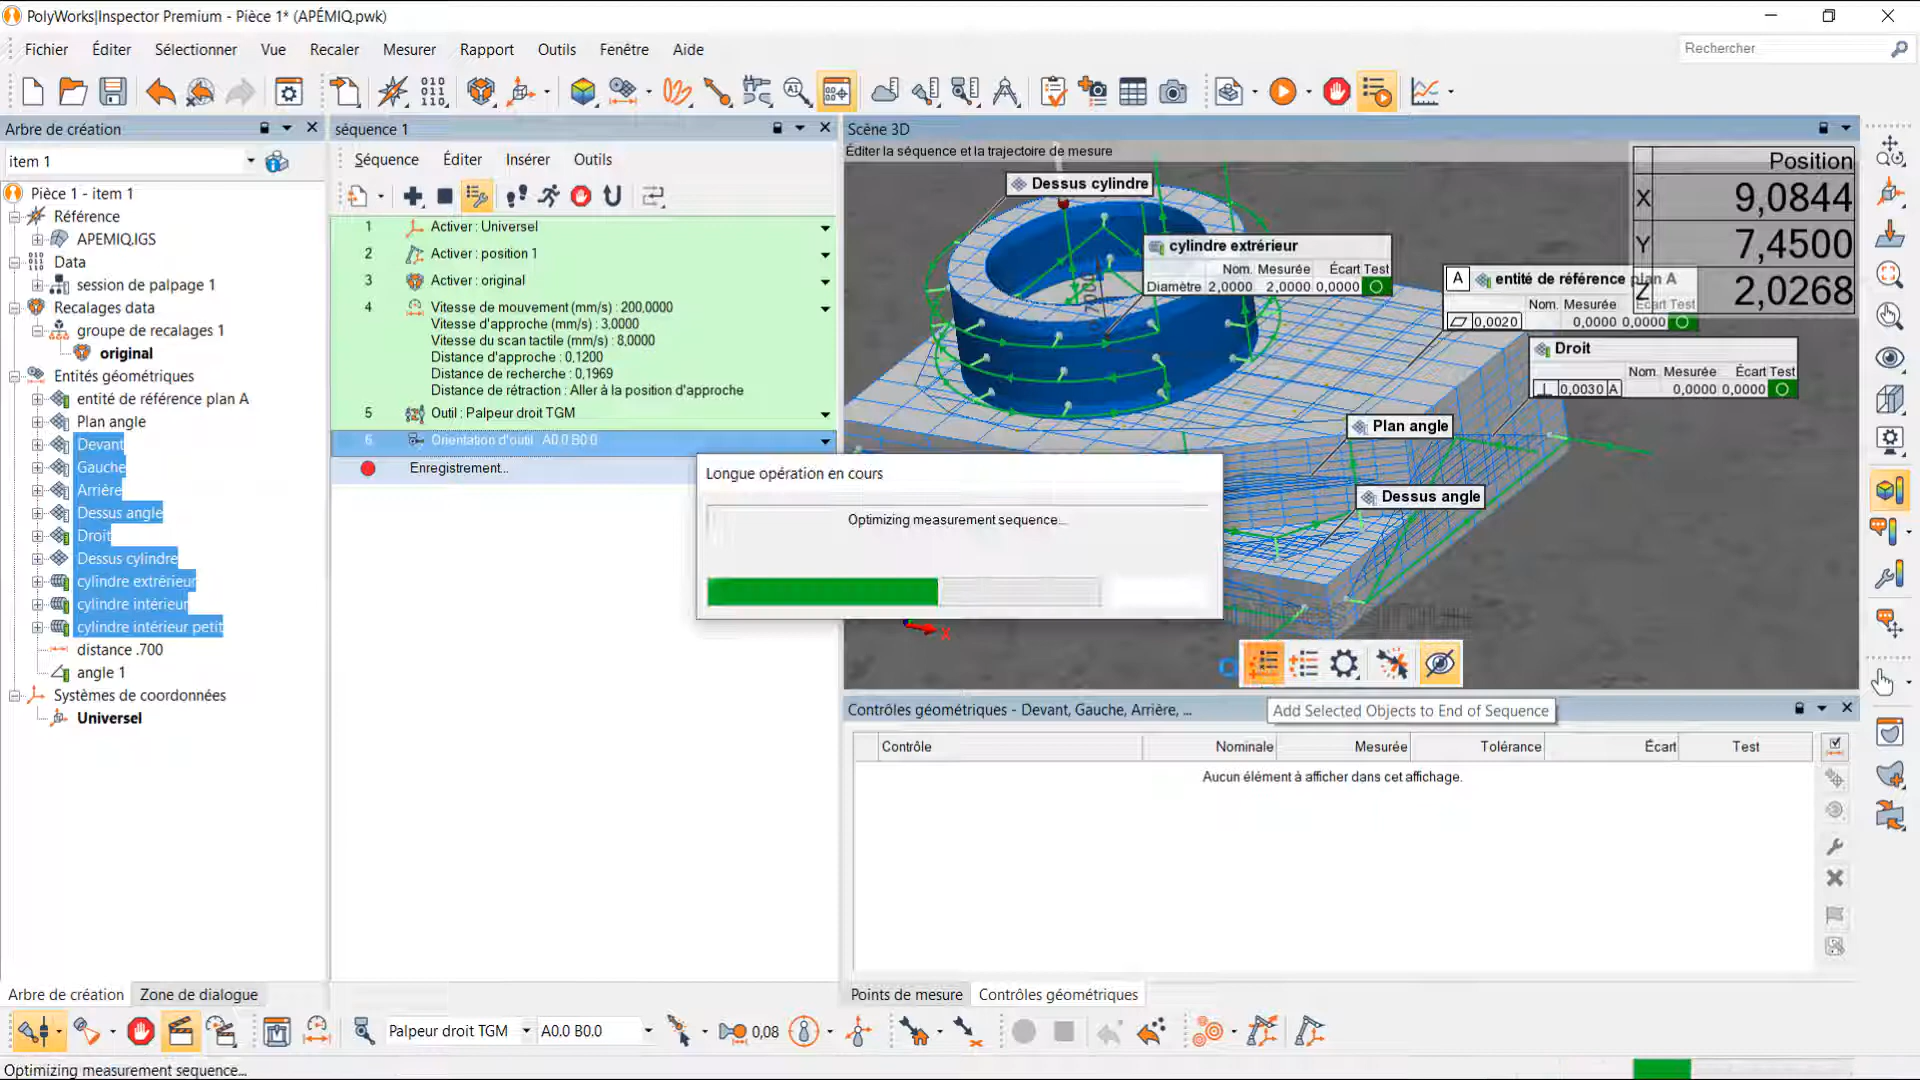 PolyWorks|Inspector Premium - Pièce 1* (APÉMIQ.pwk)
Fichier Éditer Sélectionner Vue Recaler Mesurer Rapport Outils Fenêtre Aide
Rechercher
Arbre de création
item 1
Pièce 1 - item 1
Référence
APEMIQ.IGS
Data
session de palpage 1
Recalages data
groupe de recalages 1
original
Entités géométriques
entité de référence plan A
Plan angle
Devant
Gauche
Arrière
Dessus angle
Droit
Dessus cylindre
cylindre extrérieur
cylindre intérieur
cylindre intérieur petit
distance .700
angle 1
Systèmes de coordonnées
Universel
Arbre de création Zone de dialogue
séquence 1
Séquence Éditer Insérer Outils
1 Activer : Universel
2 Activer : position 1
3 Activer : original
4 Vitesse de mouvement (mm/s) : 200,0000
Vitesse d'approche (mm/s) : 3,0000
Vitesse du scan tactile (mm/s) : 8,0000
Distance d'approche : 0,1200
Distance de recherche : 0,1969
Distance de rétraction : Aller à la position d'approche
5 Outil : Palpeur droit TGM
6 Orientation d'outil A0.0 B0.0
Enregistrement...
Longue opération en cours
Optimizing measurement sequence...
Scène 3D
Éditer la séquence et la trajectoire de mesure
Position
X 9,0844
Y 7,4500
Z 2,0268
Dessus cylindre
cylindre extrérieur
Nom. Mesurée Écart Test
Diamètre 2,0000 2,0000 0,0000
A entité de référence plan A
Nom. Mesurée Écart Test
0,0020 0,0000 0,0000
Droit
Nom. Mesurée Écart Test
0,0030 A 0,0000 0,0000
Plan angle
Dessus angle
X
Contrôles géométriques - Devant, Gauche, Arrière, ...
Add Selected Objects to End of Sequence
Contrôle Nominale Mesurée Tolérance Écart Test
Aucun élément à afficher dans cet affichage.
Points de mesure Contrôles géométriques
Palpeur droit TGM A0.0 B0.0 0,08
Optimizing measurement sequence...